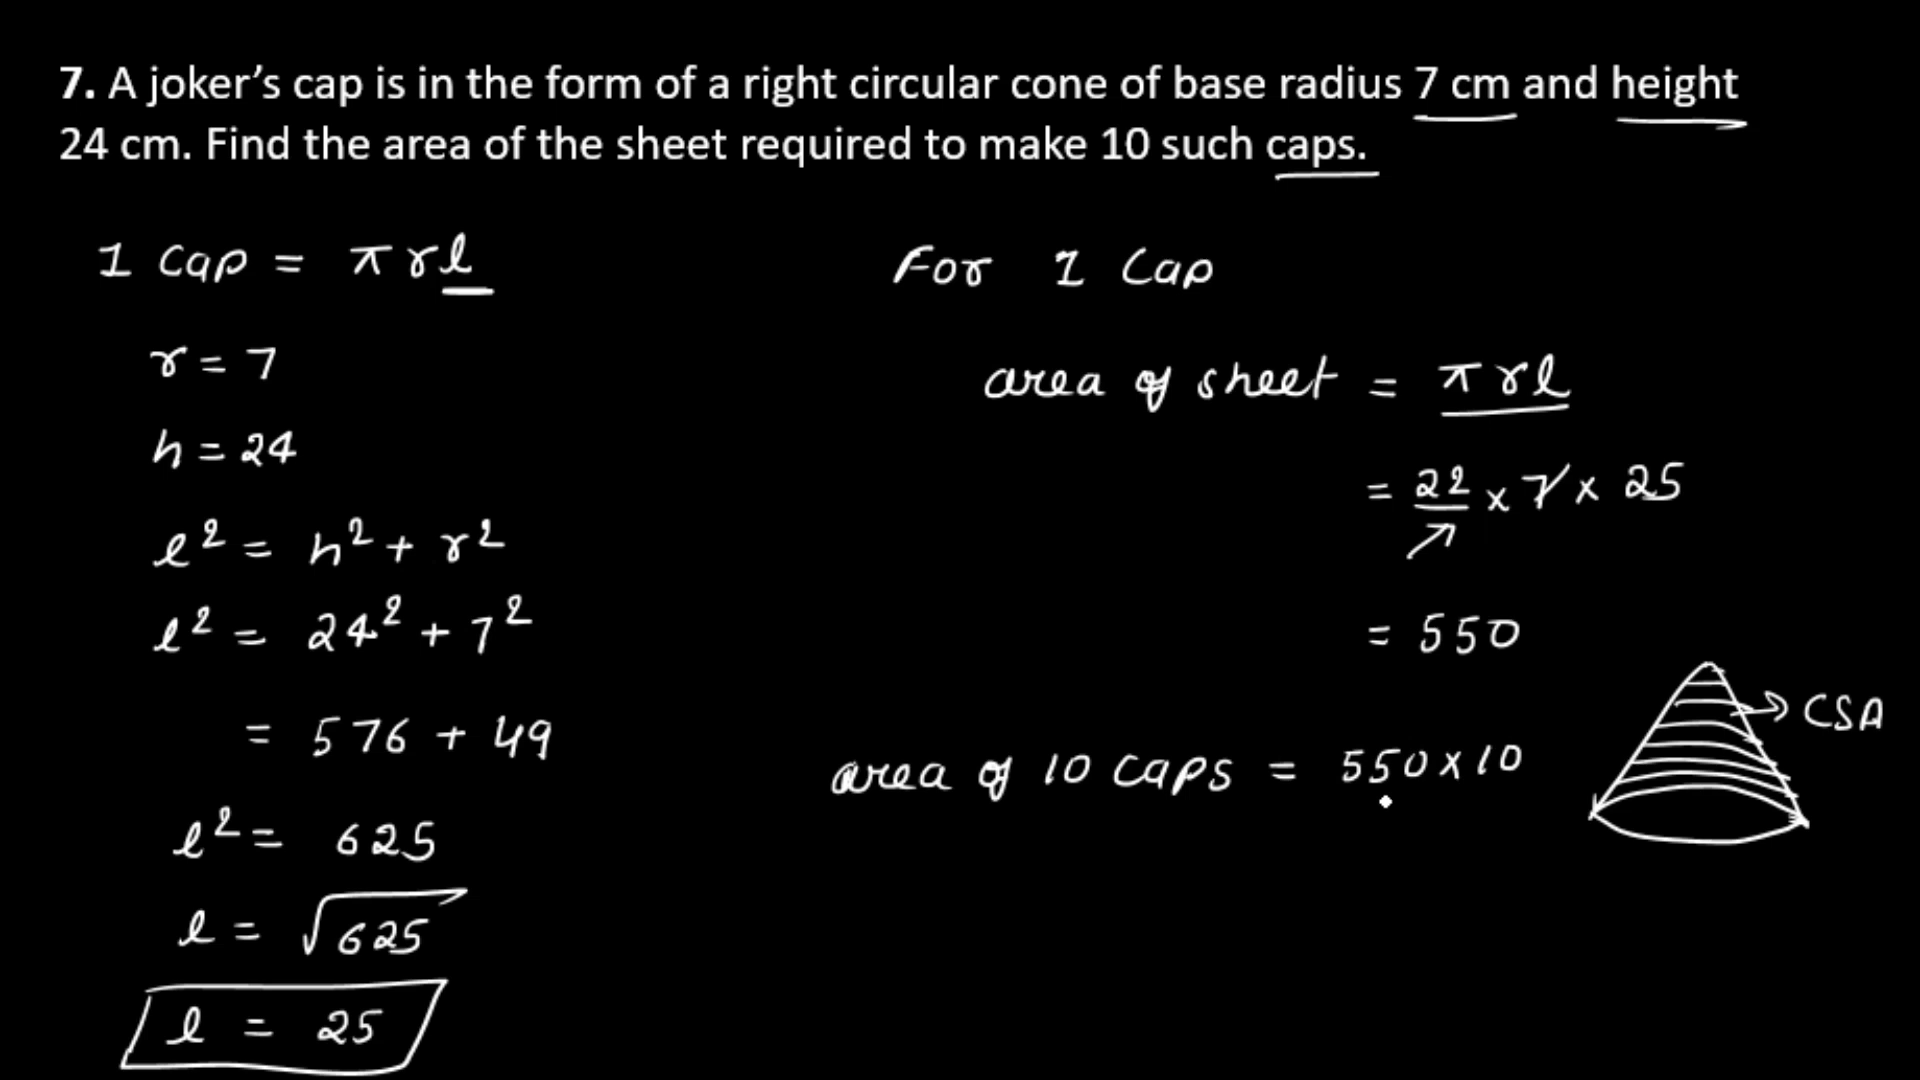 7. A joker’s cap is in the form of a right circular cone of base radius 7 cm and height
24 cm. Find the area of the sheet required to make 10 such caps.
1 Cap = πrl
r = 7
h = 24
l² = h² + r²
l² = 24² + 7²
= 576 + 49
l² = 625
l = √625
l = 25
For 1 Cap
area of sheet = πrl
= 22/7 × 7 × 25
= 550
area of 10 caps = 550 × 10
CSA